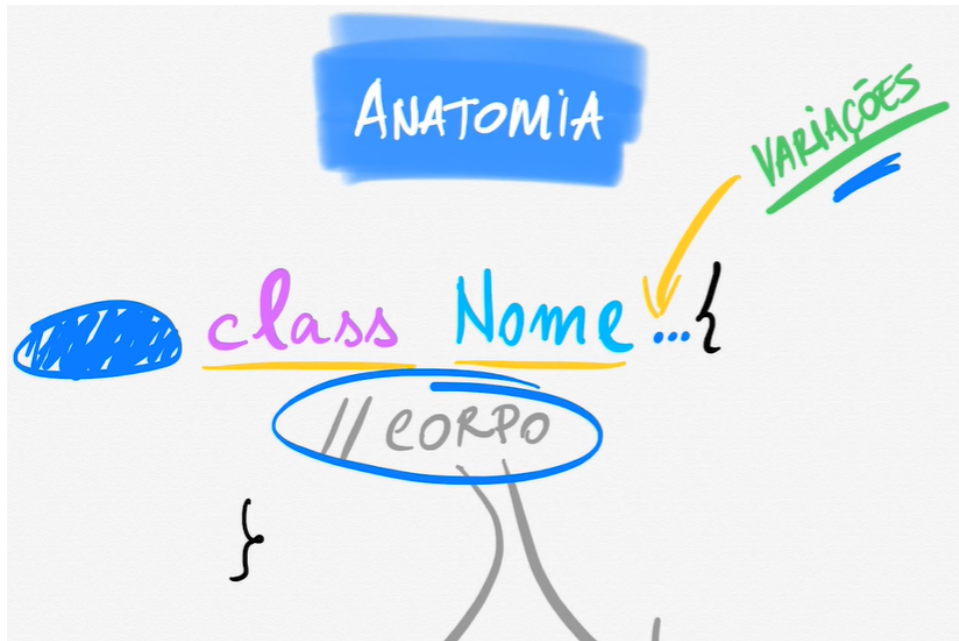 ANATOMIA
VARIAÇÕES
class Nome ... {
// CORPO
}